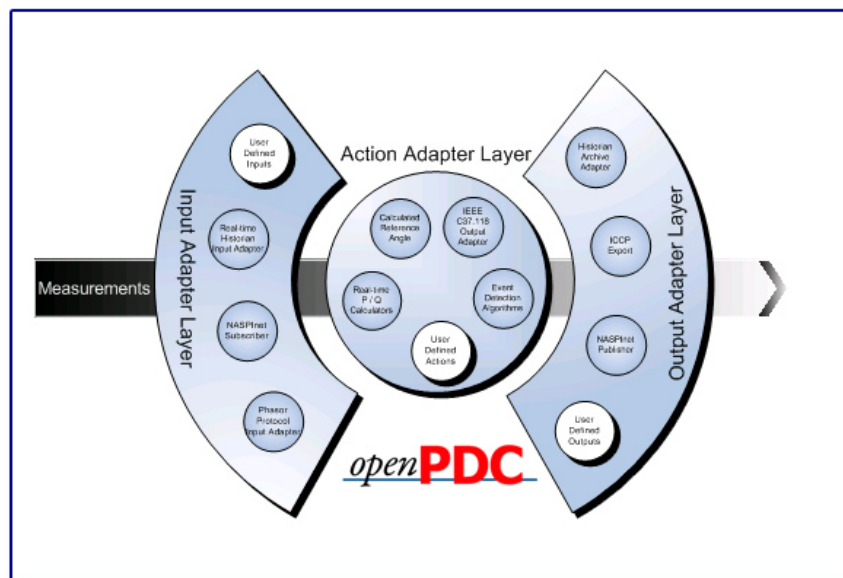 Action Adapter Layer
Input Adapter Layer
Output Adapter Layer
Measurements
User
Defined
Inputs
Real-time
Historian
Input Adapter
NASPInet
Subscriber
Phasor
Protocol
Input Adapter
Calculated
Reference
Angle
IEEE
C37.118
Output
Adapter
Real-time
P / Q
Calculators
Event
Detection
Algorithms
User
Defined
Actions
Historian
Archive
Adapter
ICCP
Export
NASPInet
Publisher
User
Defined
Outputs
openPDC